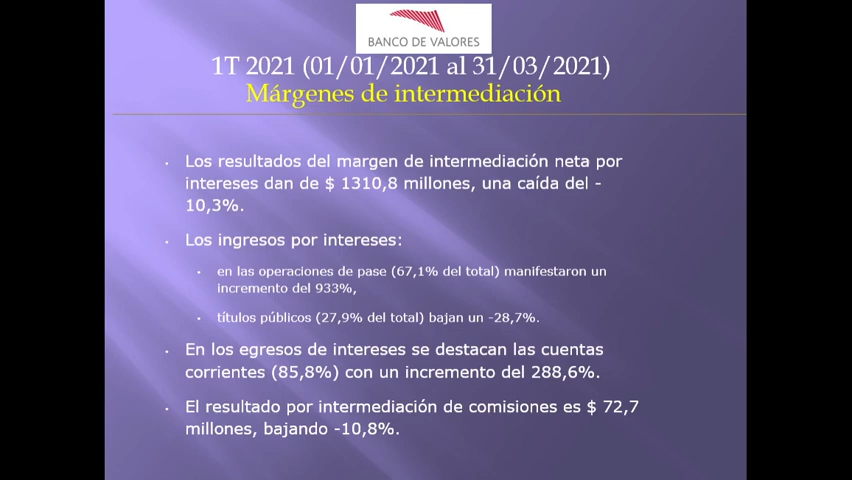 BANCO DE VALORES
1T 2021 (01/01/2021 al 31/03/2021)
Márgenes de intermediación
• Los resultados del margen de intermediación neta por
intereses dan de $ 1310,8 millones, una caída del -
10,3%.
• Los ingresos por intereses:
• en las operaciones de pase (67,1% del total) manifestaron un
incremento del 933%,
• títulos públicos (27,9% del total) bajan un -28,7%.
• En los egresos de intereses se destacan las cuentas
corrientes (85,8%) con un incremento del 288,6%.
• El resultado por intermediación de comisiones es $ 72,7
millones, bajando -10,8%.